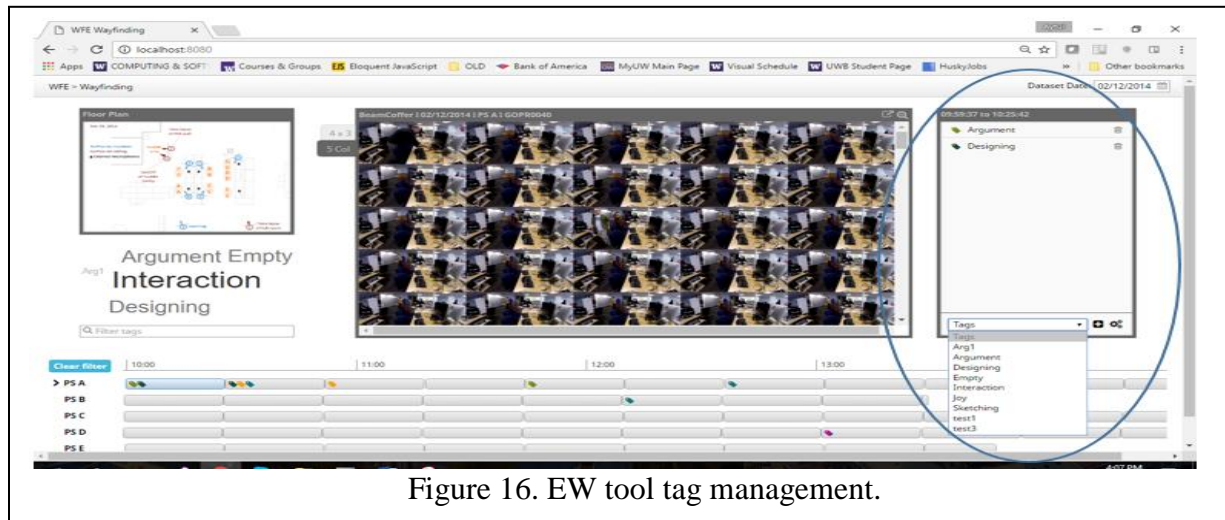 WFE Wayfinding
localhost:8080
Apps COMPUTING & SOFT Courses & Groups Eloquent JavaScript OLD Bank of America MyUW Main Page Visual Schedule UWB Student Page HuskyJobs Other bookmarks
WFE - Wayfinding Dataset Date: 02/12/2014
Floor Plan
4 x 3
5 Col
BeamCoffer | 02/12/2014 | PS A | GOPR0040
09:59:37 to 10:25:42
Argument
Designing
Argument Empty
Arg1 Interaction
Designing
Filter tags
Tags
Tags
Arg1
Argument
Designing
Empty
Interaction
Joy
Sketching
test1
test3
Clear filter 10:00 11:00 12:00 13:00
PS A
PS B
PS C
PS D
PS E
4:07 PM
Figure 16. EW tool tag management.